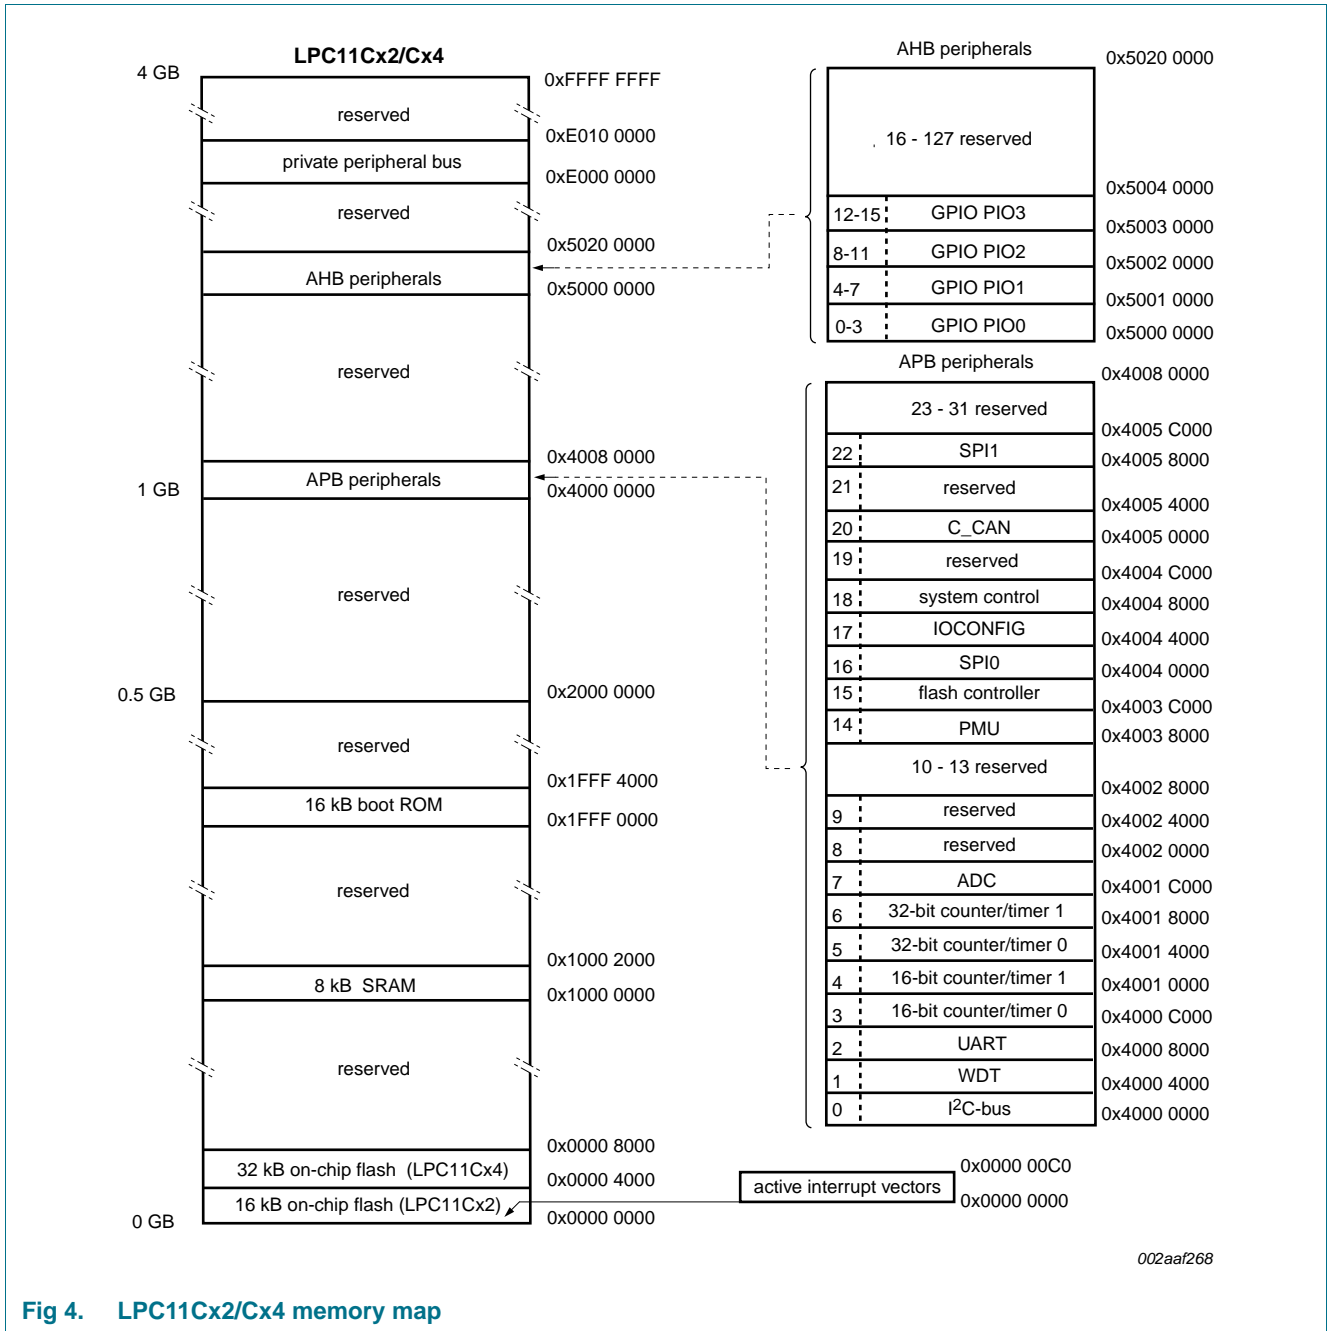 LPC11Cx2/Cx4
4 GB
0xFFFF FFFF
reserved
0xE010 0000
private peripheral bus
0xE000 0000
reserved
0x5020 0000
AHB peripherals
0x5000 0000
reserved
0x4008 0000
APB peripherals
1 GB
0x4000 0000
reserved
0.5 GB
0x2000 0000
reserved
0x1FFF 4000
16 kB boot ROM
0x1FFF 0000
reserved
0x1000 2000
8 kB SRAM
0x1000 0000
reserved
0x0000 8000
32 kB on-chip flash (LPC11Cx4)
0x0000 4000
16 kB on-chip flash (LPC11Cx2)
0 GB
0x0000 0000
AHB peripherals
0x5020 0000
16 - 127 reserved
0x5004 0000
12-15 GPIO PIO3
0x5003 0000
8-11 GPIO PIO2
0x5002 0000
4-7 GPIO PIO1
0x5001 0000
0-3 GPIO PIO0
0x5000 0000
APB peripherals
0x4008 0000
23 - 31 reserved
0x4005 C000
22 SPI1
0x4005 8000
21 reserved
0x4005 4000
20 C_CAN
0x4005 0000
19 reserved
0x4004 C000
18 system control
0x4004 8000
17 IOCONFIG
0x4004 4000
16 SPI0
0x4004 0000
15 flash controller
0x4003 C000
14 PMU
0x4003 8000
10 - 13 reserved
0x4002 8000
9 reserved
0x4002 4000
8 reserved
0x4002 0000
7 ADC
0x4001 C000
6 32-bit counter/timer 1
0x4001 8000
5 32-bit counter/timer 0
0x4001 4000
4 16-bit counter/timer 1
0x4001 0000
3 16-bit counter/timer 0
0x4000 C000
2 UART
0x4000 8000
1 WDT
0x4000 4000
0 I2C-bus
0x4000 0000
0x0000 00C0
active interrupt vectors
0x0000 0000
002aaf268
Fig 4. LPC11Cx2/Cx4 memory map